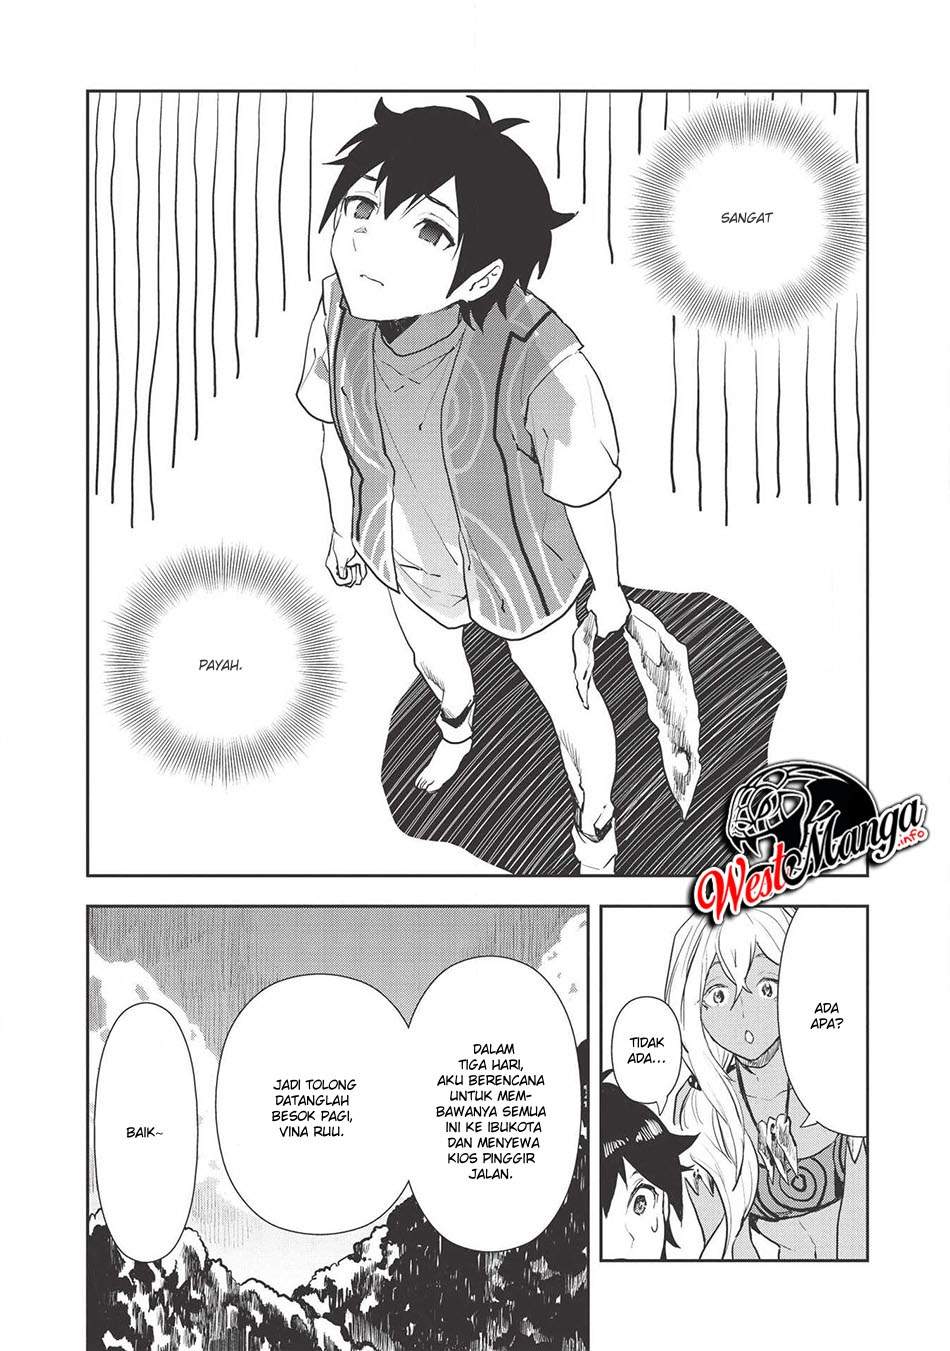 SANGAT
PAYAH.
WestManga
.info
ADA
APA?
TIDAK
ADA...
DALAM
TIGA HARI,
AKU BERENCANA
UNTUK MEM-
BAWANYA SEMUA
INI KE IBUKOTA
DAN MENYEWA
KIOS PINGGIR
JALAN.
JADI TOLONG
DATANGLAH
BESOK PAGI,
VINA RUU.
BAIK~